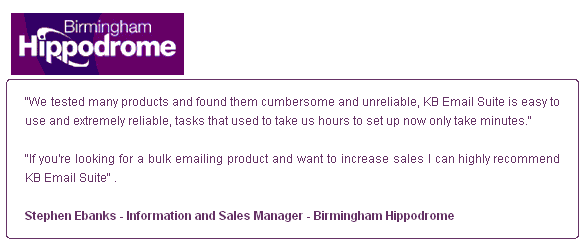 Birmingham
Hippodrome
"We tested many products and found them cumbersome and unreliable, KB Email Suite is easy to
use and extremely reliable, tasks that used to take us hours to set up now only take minutes."
"If you're looking for a bulk emailing product and want to increase sales I can highly recommend
KB Email Suite" .
Stephen Ebanks - Information and Sales Manager - Birmingham Hippodrome